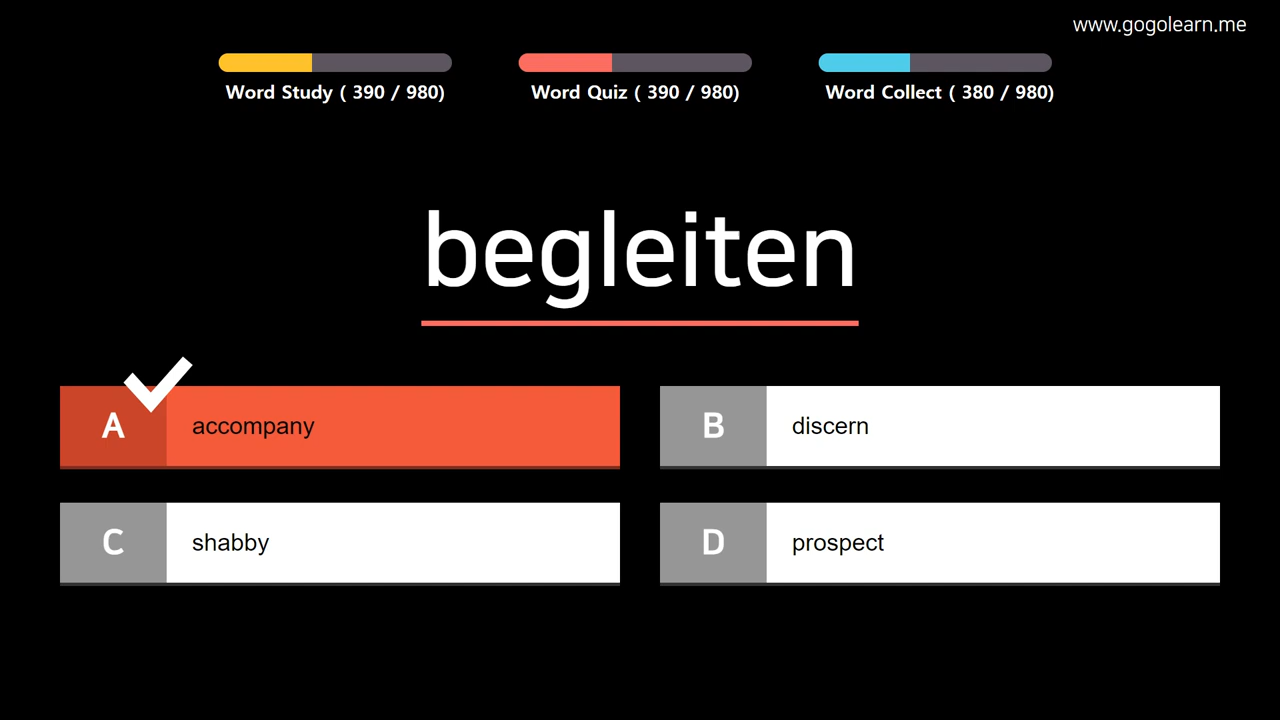 www.gogolearn.me
Word Study ( 390 / 980)
Word Quiz ( 390 / 980)
Word Collect ( 380 / 980)
begleiten
A accompany
B discern
C shabby
D prospect